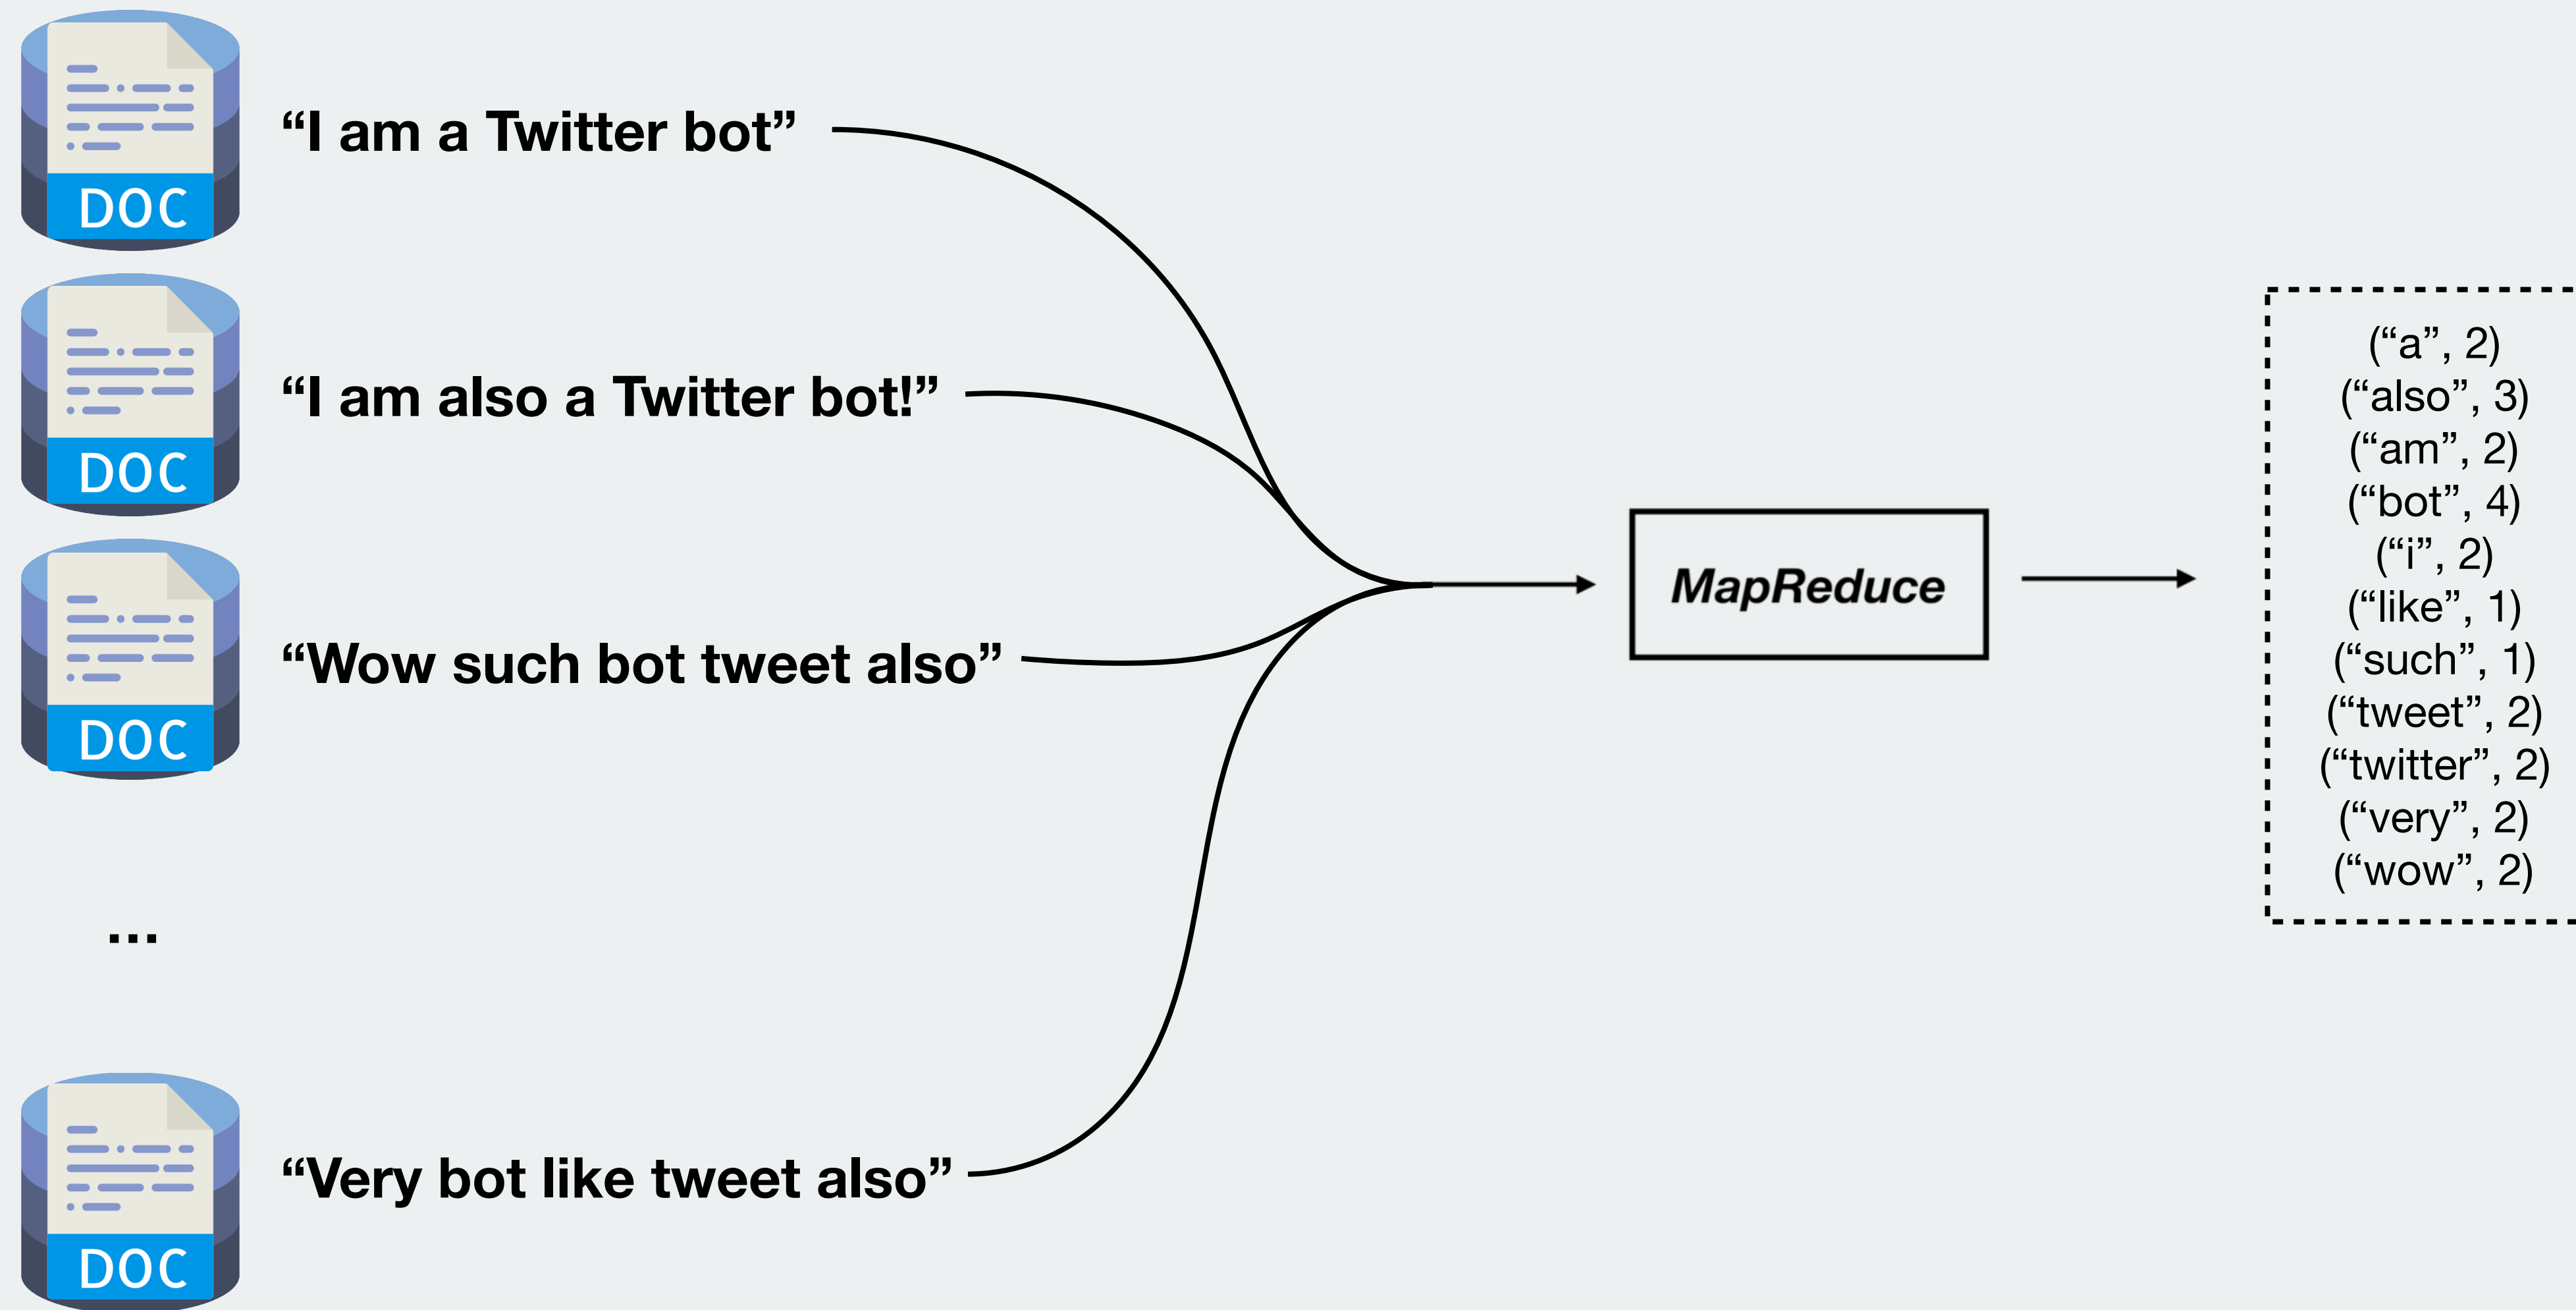 DOC
“I am a Twitter bot”
DOC
“I am also a Twitter bot!”
DOC
“Wow such bot tweet also”
...
DOC
“Very bot like tweet also”
MapReduce
(“a”, 2)
(“also”, 3)
(“am”, 2)
(“bot”, 4)
(“i”, 2)
(“like”, 1)
(“such”, 1)
(“tweet”, 2)
(“twitter”, 2)
(“very”, 2)
(“wow”, 2)